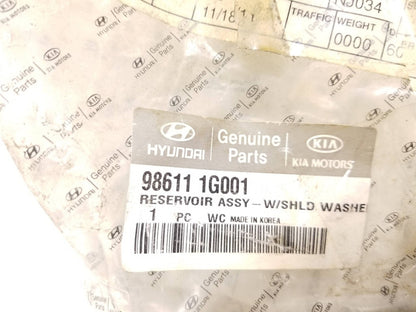 NJ034
11/18/11
TRAFFIC WEIGHT
0000
HYUNDAI Genuine Parts KIA MOTORS
98611 1G001
RESERVOIR ASSY-W/SHLD WASHE
1 PC WC MADE IN KOREA